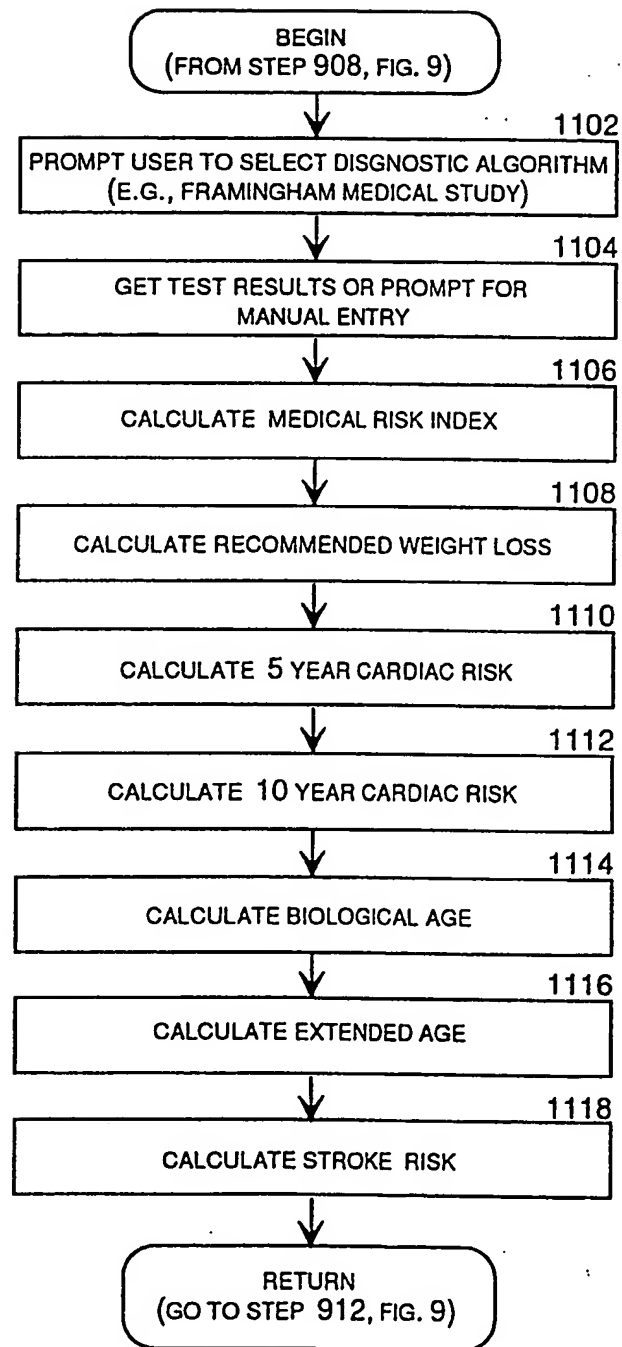 BEGIN
(FROM STEP 908, FIG. 9)
1102
PROMPT USER TO SELECT DISGNOSTIC ALGORITHM
(E.G., FRAMINGHAM MEDICAL STUDY)
1104
GET TEST RESULTS OR PROMPT FOR
MANUAL ENTRY
1106
CALCULATE MEDICAL RISK INDEX
1108
CALCULATE RECOMMENDED WEIGHT LOSS
1110
CALCULATE 5 YEAR CARDIAC RISK
1112
CALCULATE 10 YEAR CARDIAC RISK
1114
CALCULATE BIOLOGICAL AGE
1116
CALCULATE EXTENDED AGE
1118
CALCULATE STROKE RISK
RETURN
(GO TO STEP 912, FIG. 9)